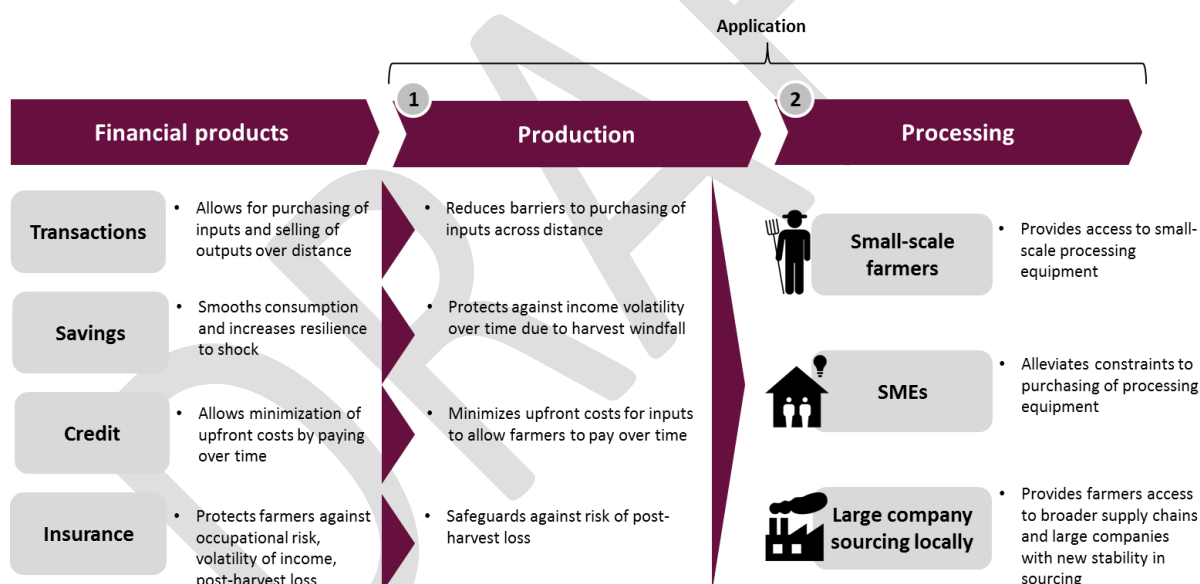 Application
1
2
Financial products
Production
Processing
Transactions
• Allows for purchasing of
inputs and selling of
outputs over distance
• Reduces barriers to purchasing of
inputs across distance
Savings
• Smooths consumption
and increases resilience
to shock
• Protects against income volatility
over time due to harvest windfall
Credit
• Allows minimization of
upfront costs by paying
over time
• Minimizes upfront costs for inputs
to allow farmers to pay over time
Insurance
• Protects farmers against
occupational risk,
volatility of income,
post-harvest loss
• Safeguards against risk of post-
harvest loss
Small-scale
farmers
• Provides access to small-
scale processing
equipment
SMEs
• Alleviates constraints to
purchasing of processing
equipment
Large company
sourcing locally
• Provides farmers access
to broader supply chains
and large companies
with new stability in
sourcing
DRA